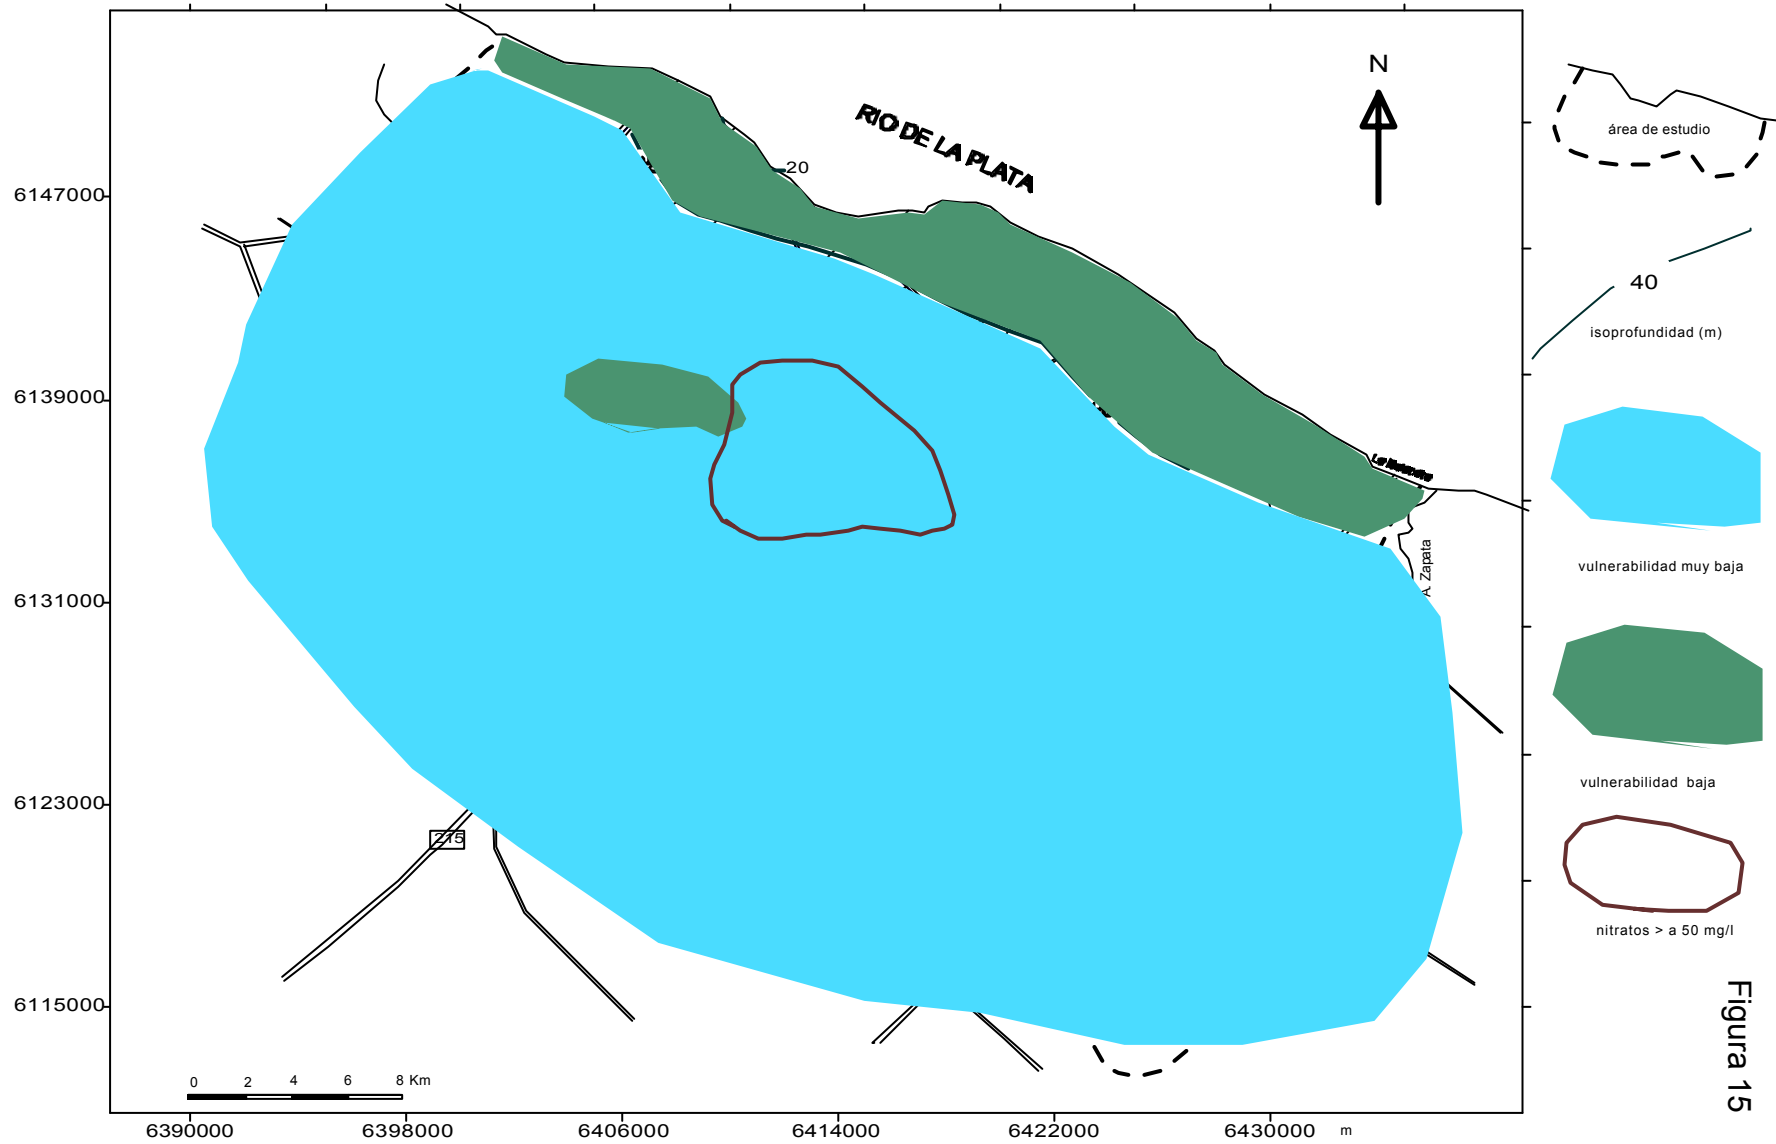 N
RIO DE LA PLATA
20
6147000
6139000
6131000
6123000
6115000
A. Zapata
215
0 2 4 6 8 Km
6390000 6398000 6406000 6414000 6422000 6430000 m
área de estudio
40
isoprofundidad (m)
vulnerabilidad muy baja
vulnerabilidad baja
nitratos > a 50 mg/l
Figura 15